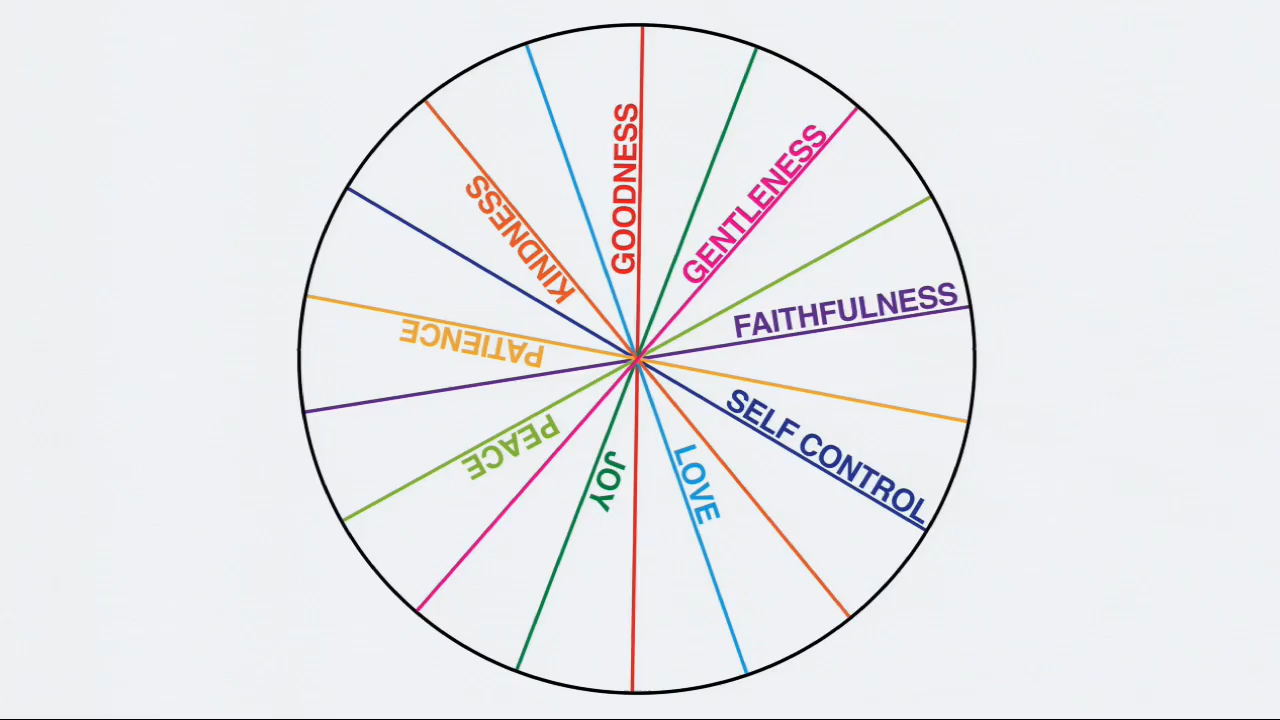 GOODNESS
GENTLENESS
FAITHFULNESS
SELF CONTROL
LOVE
JOY
PEACE
PATIENCE
KINDNESS